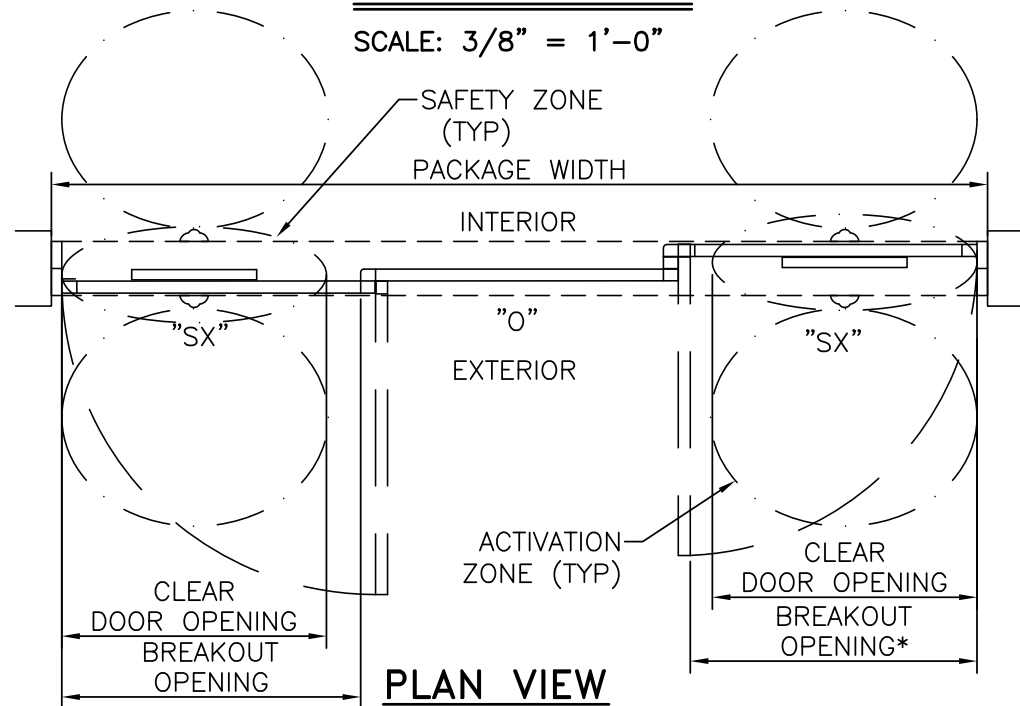 SCALE: 3/8" = 1'-0"
SAFETY ZONE
(TYP)
PACKAGE WIDTH
INTERIOR
"SX"
"O"
"SX"
EXTERIOR
ACTIVATION
ZONE (TYP)
CLEAR
DOOR OPENING
BREAKOUT
OPENING
CLEAR
DOOR OPENING
BREAKOUT
OPENING*
PLAN VIEW